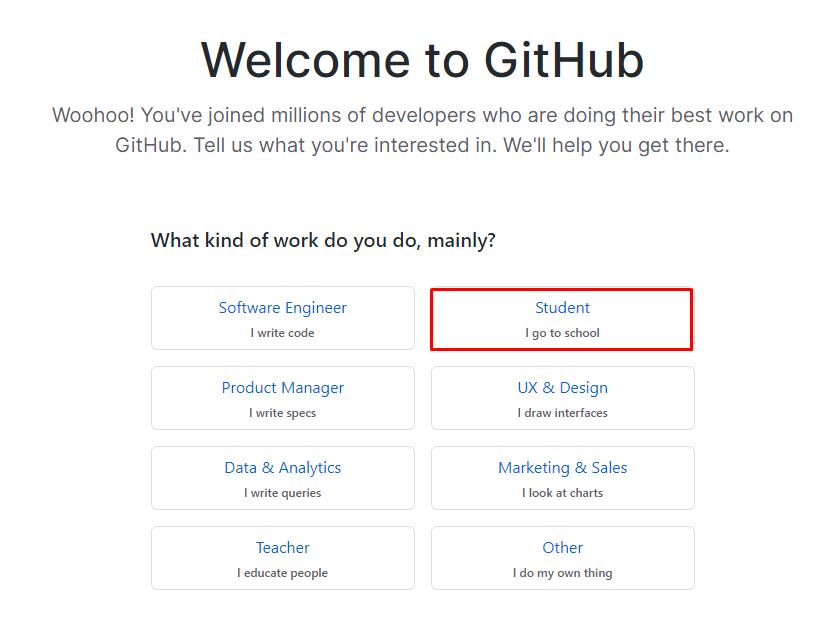 Welcome to GitHub
Woohoo! You've joined millions of developers who are doing their best work on
GitHub. Tell us what you're interested in. We'll help you get there.
What kind of work do you do, mainly?
Software Engineer
I write code
Student
I go to school
Product Manager
I write specs
UX & Design
I draw interfaces
Data & Analytics
I write queries
Marketing & Sales
I look at charts
Teacher
I educate people
Other
I do my own thing